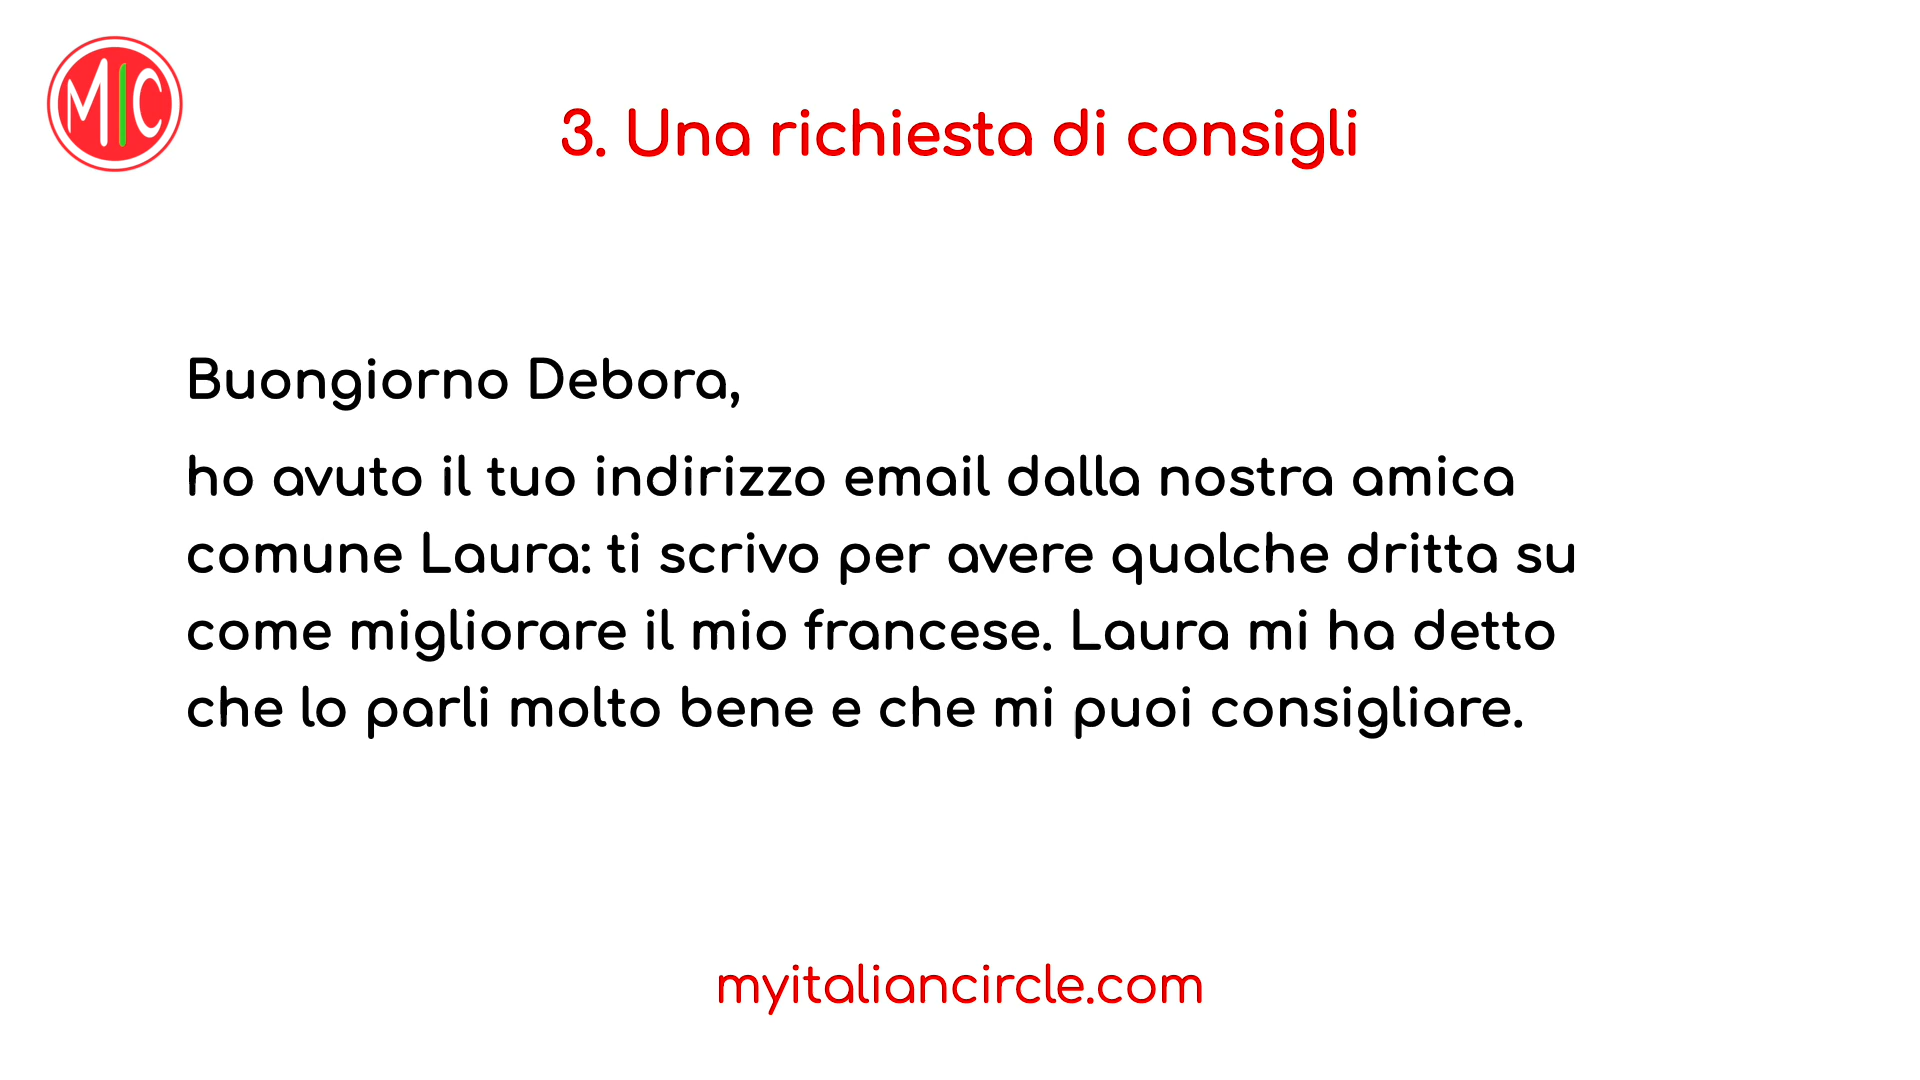 MIC
3. Una richiesta di consigli
Buongiorno Debora,
ho avuto il tuo indirizzo email dalla nostra amica
comune Laura: ti scrivo per avere qualche dritta su
come migliorare il mio francese. Laura mi ha detto
che lo parli molto bene e che mi puoi consigliare.
myitaliancircle.com